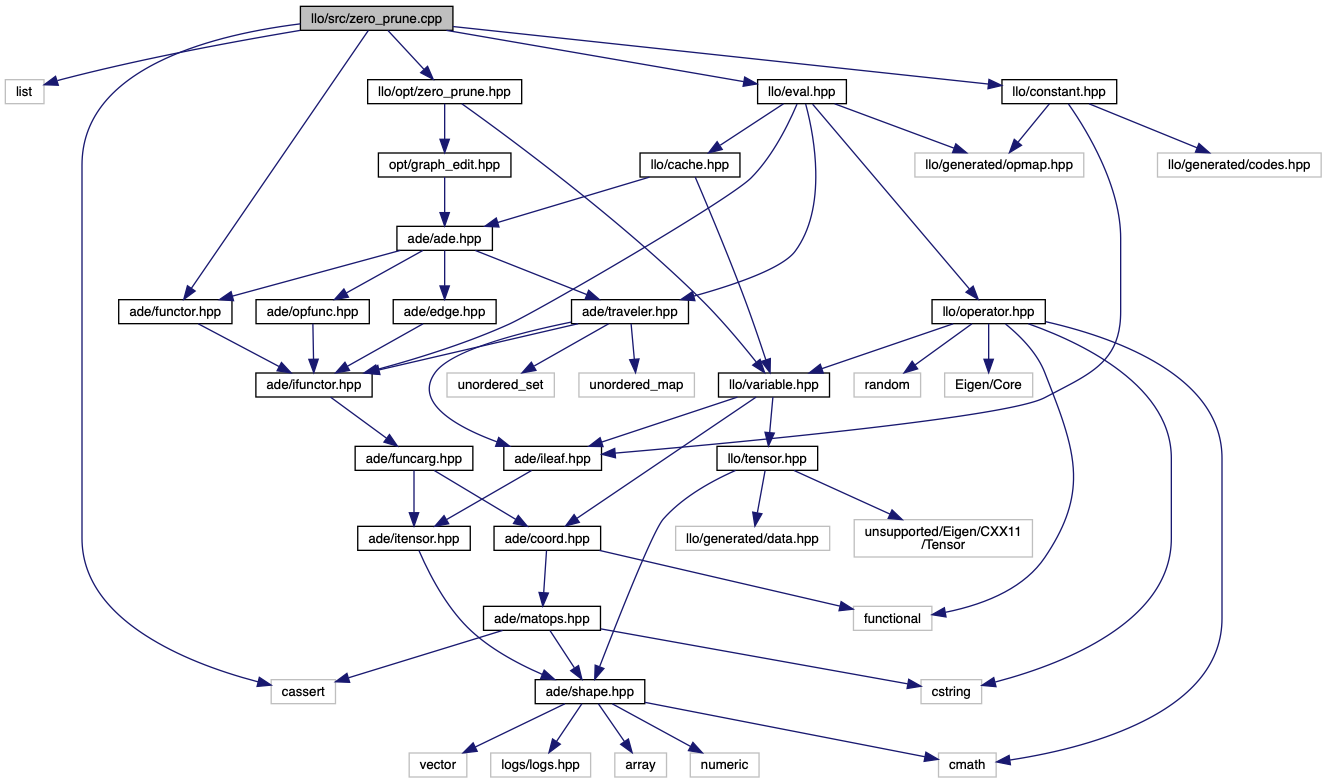 llo/src/zero_prune.cpp
list
llo/opt/zero_prune.hpp
llo/eval.hpp
llo/constant.hpp
opt/graph_edit.hpp
llo/cache.hpp
llo/generated/opmap.hpp
llo/generated/codes.hpp
ade/ade.hpp
ade/functor.hpp
ade/opfunc.hpp
ade/edge.hpp
ade/traveler.hpp
llo/operator.hpp
ade/ifunctor.hpp
unordered_set
unordered_map
llo/variable.hpp
random
Eigen/Core
ade/funcarg.hpp
ade/ileaf.hpp
llo/tensor.hpp
ade/itensor.hpp
ade/coord.hpp
llo/generated/data.hpp
unsupported/Eigen/CXX11
/Tensor
ade/matops.hpp
functional
cassert
ade/shape.hpp
cstring
vector
logs/logs.hpp
array
numeric
cmath